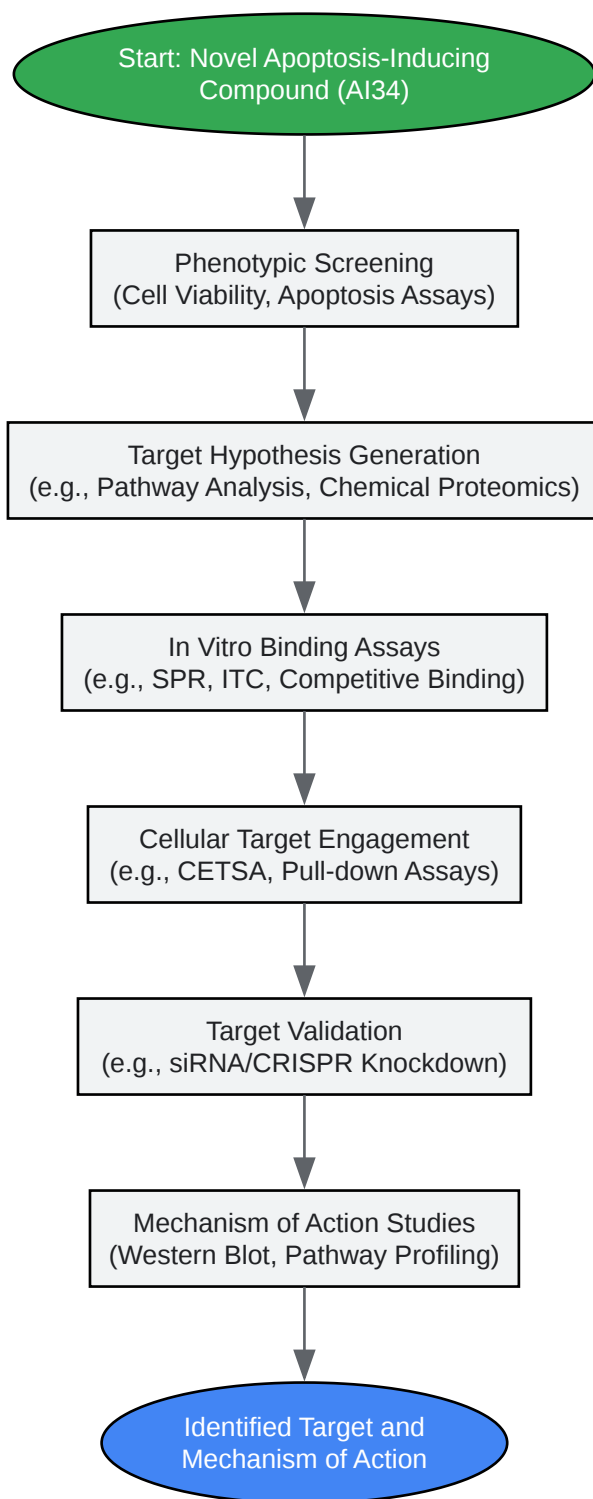 Start: Novel Apoptosis-Inducing
Compound (AI34)
Phenotypic Screening
(Cell Viability, Apoptosis Assays)
Target Hypothesis Generation
(e.g., Pathway Analysis, Chemical Proteomics)
In Vitro Binding Assays
(e.g., SPR, ITC, Competitive Binding)
Cellular Target Engagement
(e.g., CETSA, Pull-down Assays)
Target Validation
(e.g., siRNA/CRISPR Knockdown)
Mechanism of Action Studies
(Western Blot, Pathway Profiling)
Identified Target and
Mechanism of Action